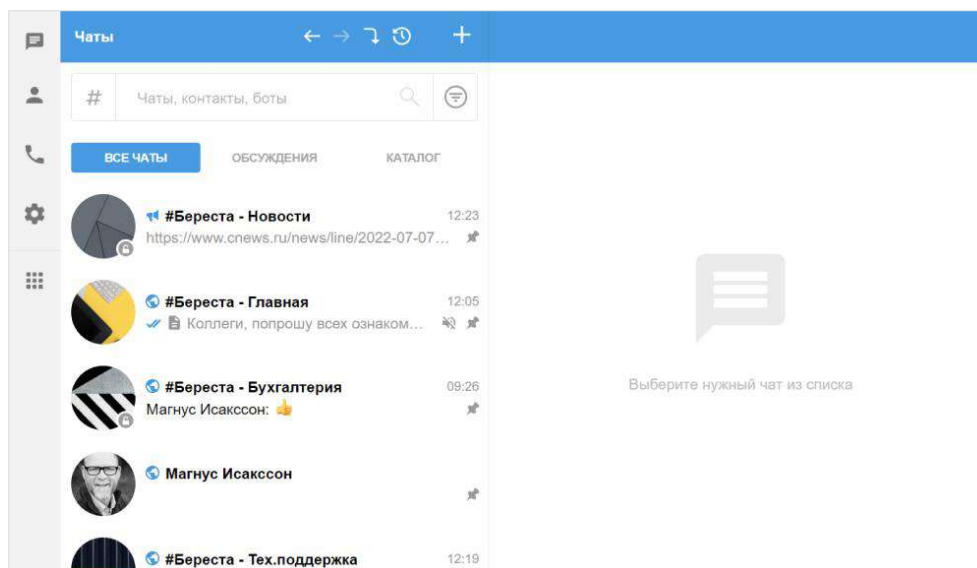 Чаты
#
Чаты, контакты, боты
ВСЕ ЧАТЫ
ОБСУЖДЕНИЯ
КАТАЛОГ
#Береста - Новости
12:23
https://www.cnews.ru/news/line/2022-07-07...
#Береста - Главная
12:05
Коллеги, попрошу всех ознаком...
#Береста - Бухгалтерия
09:26
Магнус Исакссон: 👍
Магнус Исакссон
#Береста - Тех.поддержка
12:19
Выберите нужный чат из списка